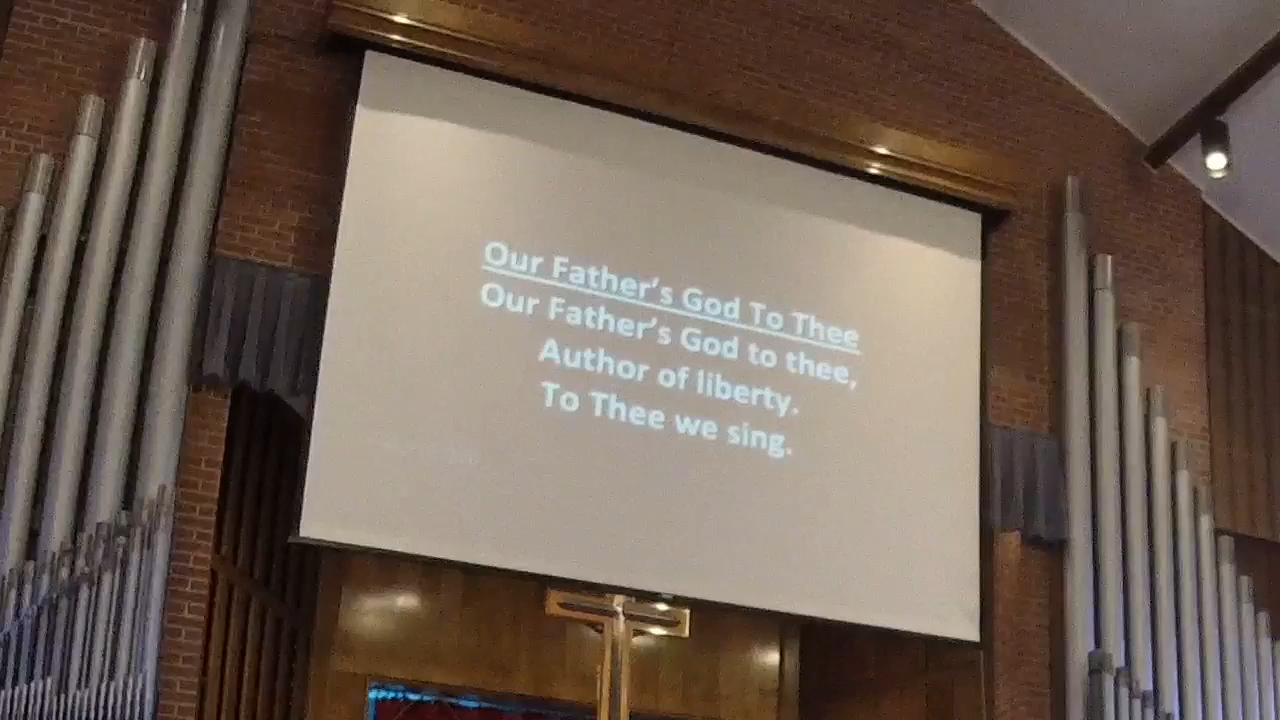 Our Father's God To Thee
Our Father's God to thee,
Author of liberty.
To Thee we sing.